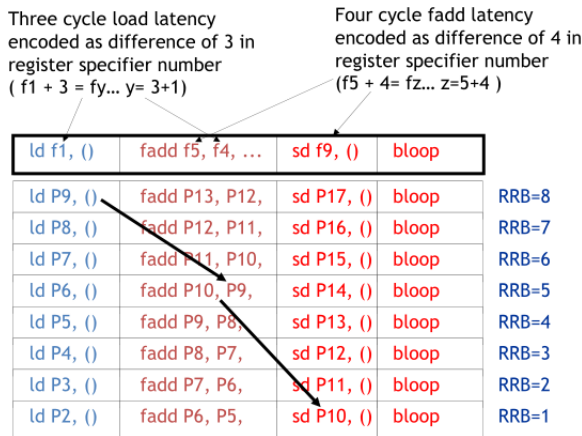 Three cycle load latency
encoded as difference of 3 in
register specifier number
( f1 + 3 = fy... y= 3+1)
Four cycle fadd latency
encoded as difference of 4 in
register specifier number
(f5 + 4= fz... z=5+4 )
ld f1, () fadd f5, f4, ... sd f9, () bloop
ld P9, () fadd P13, P12, sd P17, () bloop RRB=8
ld P8, () fadd P12, P11, sd P16, () bloop RRB=7
ld P7, () fadd P11, P10, sd P15, () bloop RRB=6
ld P6, () fadd P10, P9, sd P14, () bloop RRB=5
ld P5, () fadd P9, P8, sd P13, () bloop RRB=4
ld P4, () fadd P8, P7, sd P12, () bloop RRB=3
ld P3, () fadd P7, P6, sd P11, () bloop RRB=2
ld P2, () fadd P6, P5, sd P10, () bloop RRB=1